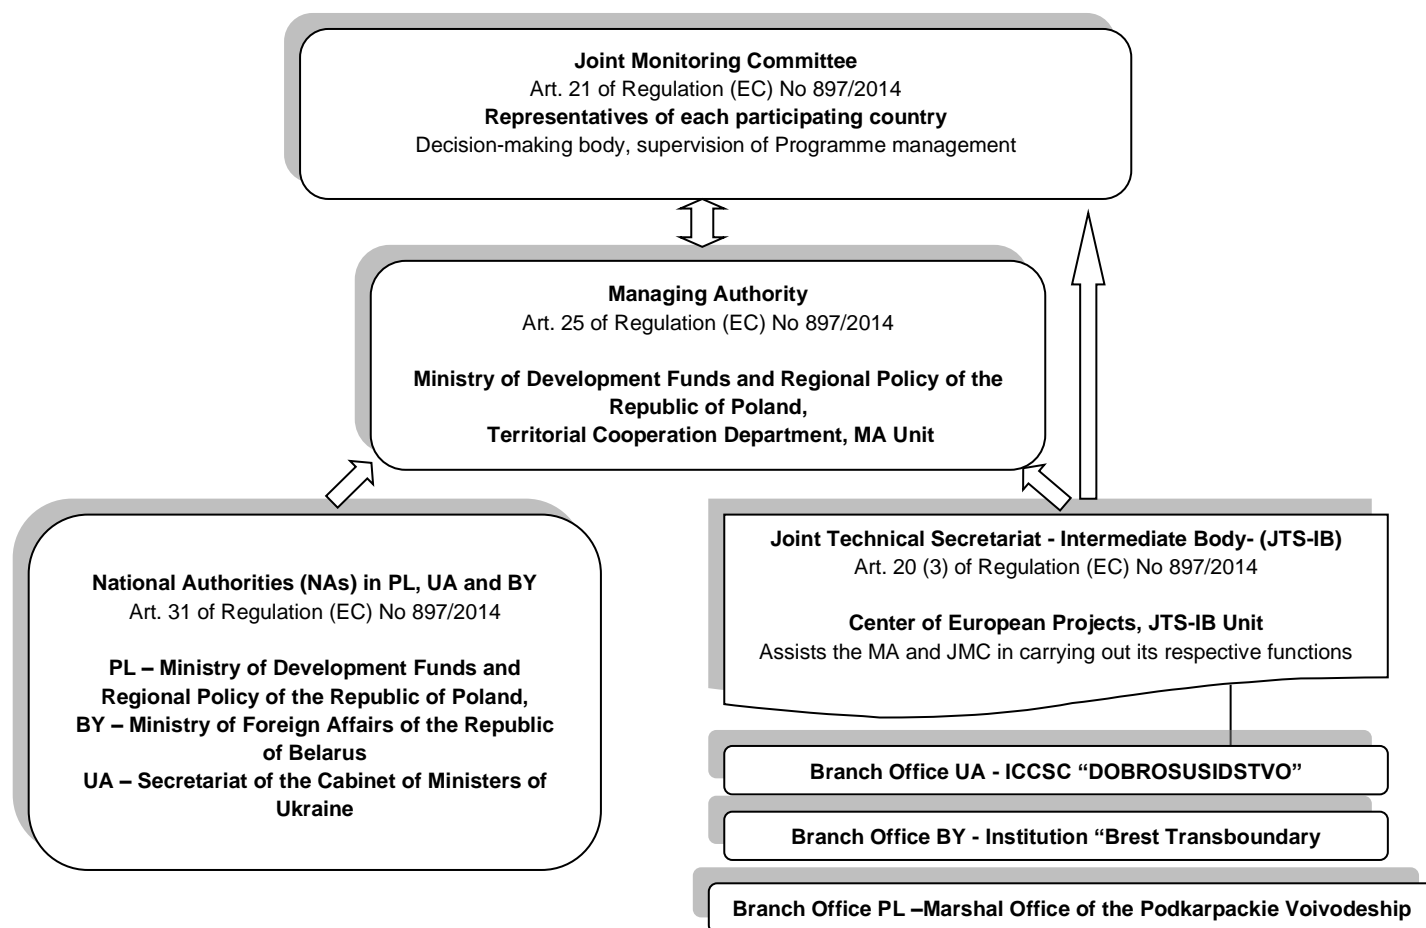 Joint Monitoring Committee
Art. 21 of Regulation (EC) No 897/2014
Representatives of each participating country
Decision-making body, supervision of Programme management
Managing Authority
Art. 25 of Regulation (EC) No 897/2014
Ministry of Development Funds and Regional Policy of the
Republic of Poland,
Territorial Cooperation Department, MA Unit
National Authorities (NAs) in PL, UA and BY
Art. 31 of Regulation (EC) No 897/2014
PL – Ministry of Development Funds and
Regional Policy of the Republic of Poland,
BY – Ministry of Foreign Affairs of the Republic
of Belarus
UA – Secretariat of the Cabinet of Ministers of
Ukraine
Joint Technical Secretariat - Intermediate Body- (JTS-IB)
Art. 20 (3) of Regulation (EC) No 897/2014
Center of European Projects, JTS-IB Unit
Assists the MA and JMC in carrying out its respective functions
Branch Office UA - ICCSC “DOBROSUSIDSTVO”
Branch Office BY - Institution “Brest Transboundary
Branch Office PL –Marshal Office of the Podkarpackie Voivodeship